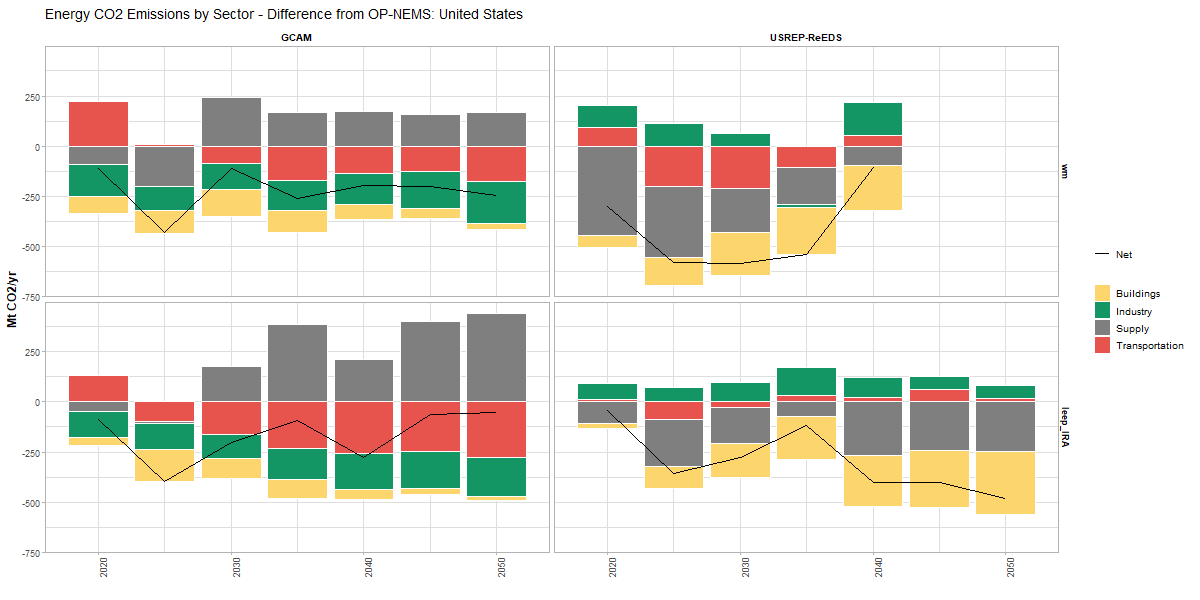 Energy CO2 Emissions by Sector - Difference from OP-NEMS: United States
GCAM
USREP-ReEDS
Mt CO2/yr
250
0
-250
-500
-750
wm
250
0
-250
-500
-750
leep_IRA
2020
2030
2040
2050
2020
2030
2040
2050
Net
Buildings
Industry
Supply
Transportation